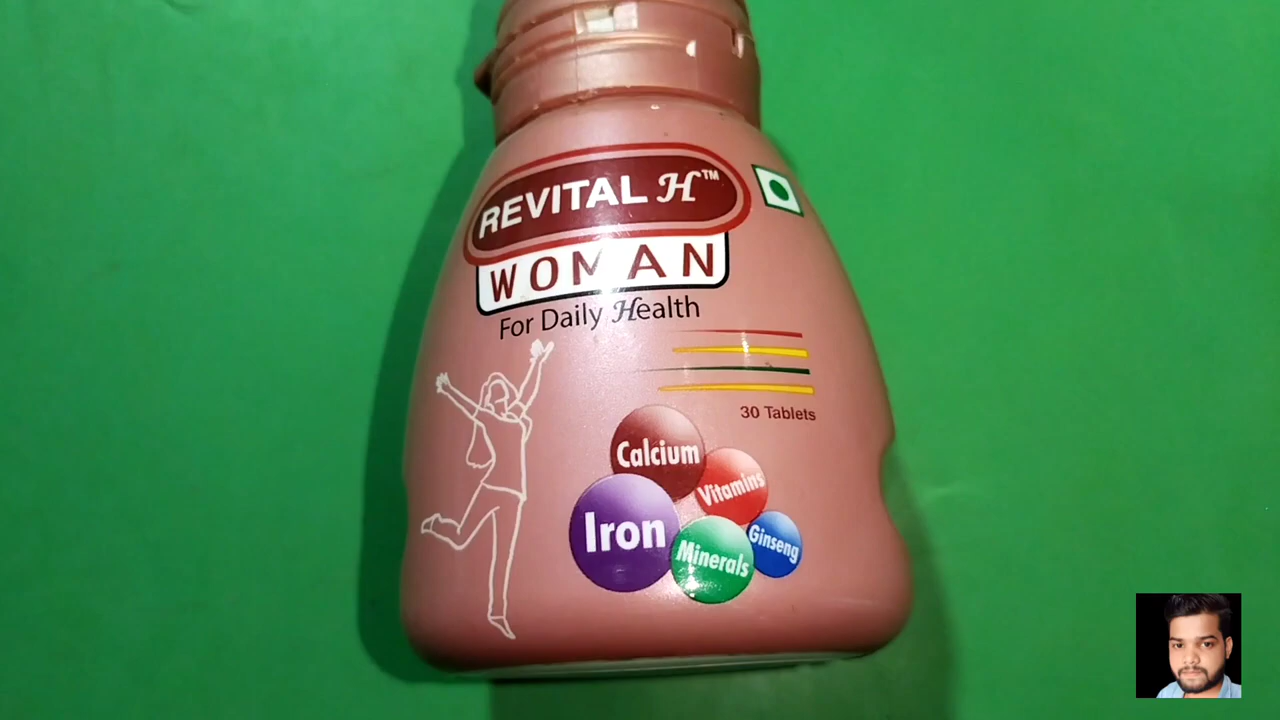 REVITAL H™
WOMAN
For Daily Health
30 Tablets
Calcium
Vitamins
Iron
Minerals
Ginseng